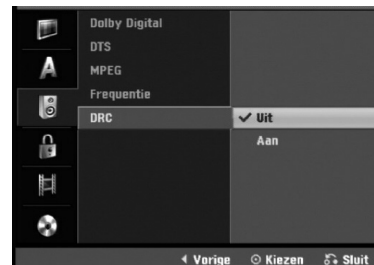 Dolby Digital
DTS
MPEG
Frequentie
DRC
Uit
Aan
Vorige Kiezen Sluit